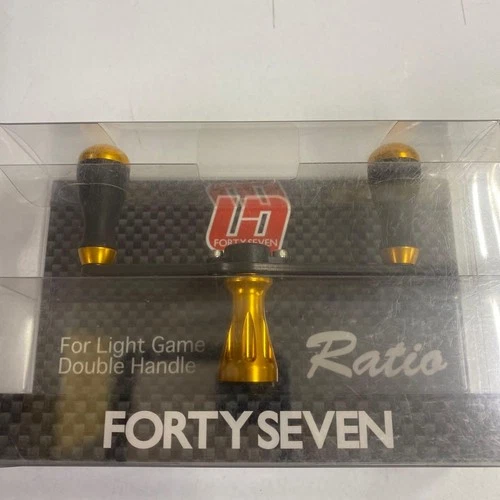 FORTY SEVEN
For Light Game
Double Handle
Ratio
FORTY SEVEN